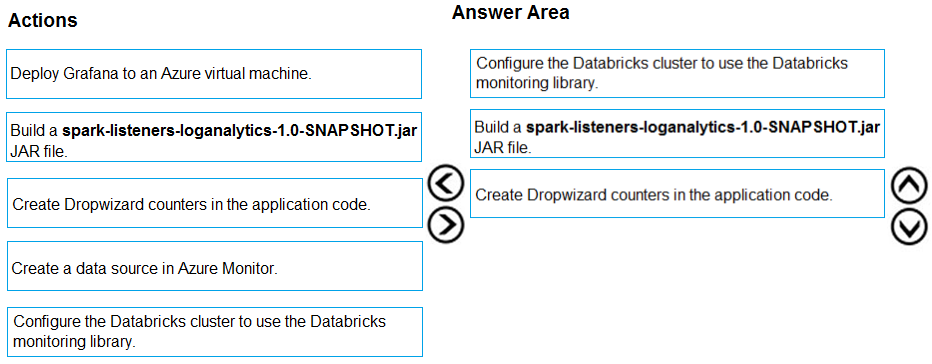 Actions
Deploy Grafana to an Azure virtual machine.
Build a spark-listeners-loganalytics-1.0-SNAPSHOT.jar
JAR file.
Create Dropwizard counters in the application code.
Create a data source in Azure Monitor.
Configure the Databricks cluster to use the Databricks
monitoring library.
Answer Area
Configure the Databricks cluster to use the Databricks
monitoring library.
Build a spark-listeners-loganalytics-1.0-SNAPSHOT.jar
JAR file.
Create Dropwizard counters in the application code.